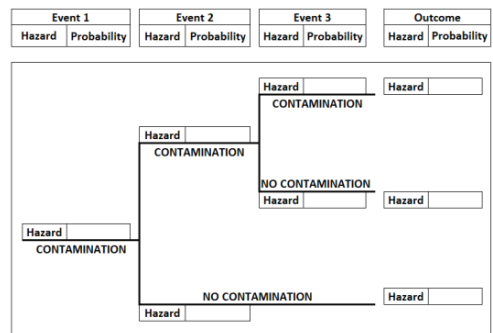 Event 1 Event 2 Event 3 Outcome
Hazard Probability Hazard Probability Hazard Probability Hazard Probability
Hazard Hazard
CONTAMINATION
Hazard
CONTAMINATION
NO CONTAMINATION
Hazard Hazard
Hazard
CONTAMINATION
NO CONTAMINATION Hazard
Hazard